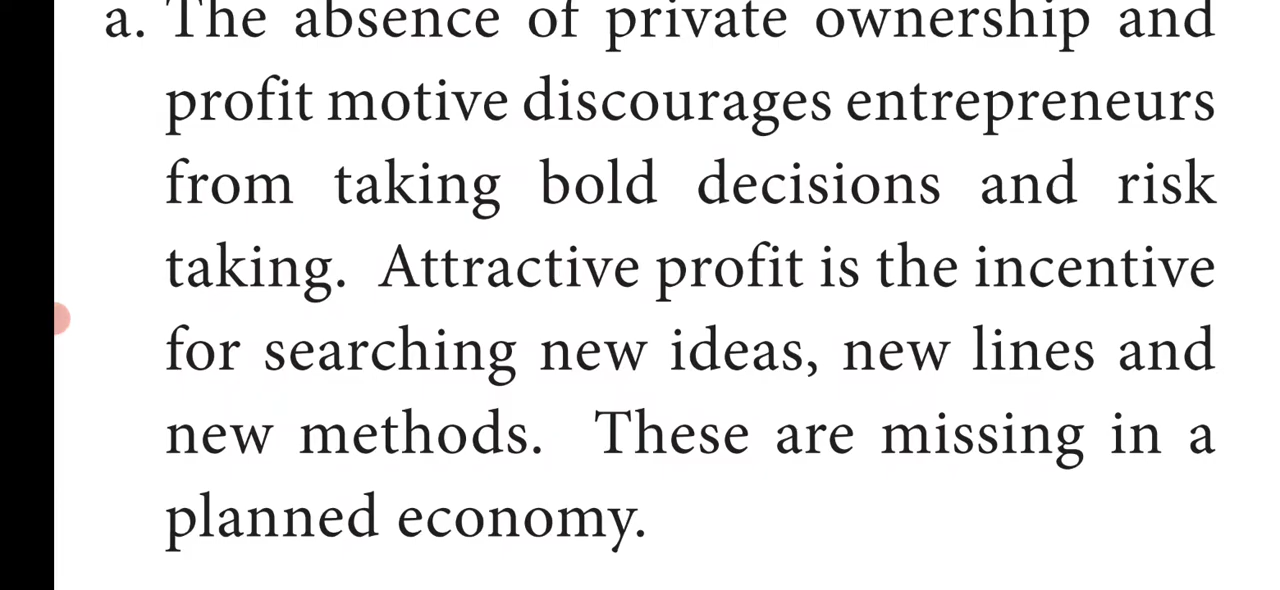 a. The absence of private ownership and
profit motive discourages entrepreneurs
from taking bold decisions and risk
taking. Attractive profit is the incentive
for searching new ideas, new lines and
new methods. These are missing in a
planned economy.